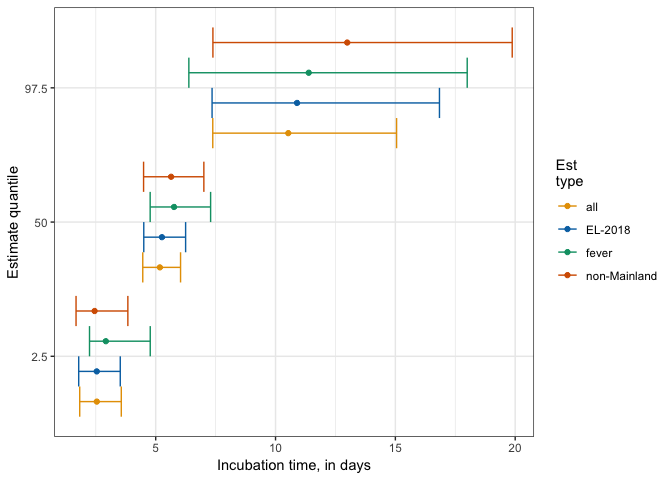 97.5
50
2.5
Estimate quantile
5 10 15 20
Incubation time, in days
Est
type
all
EL-2018
fever
non-Mainland